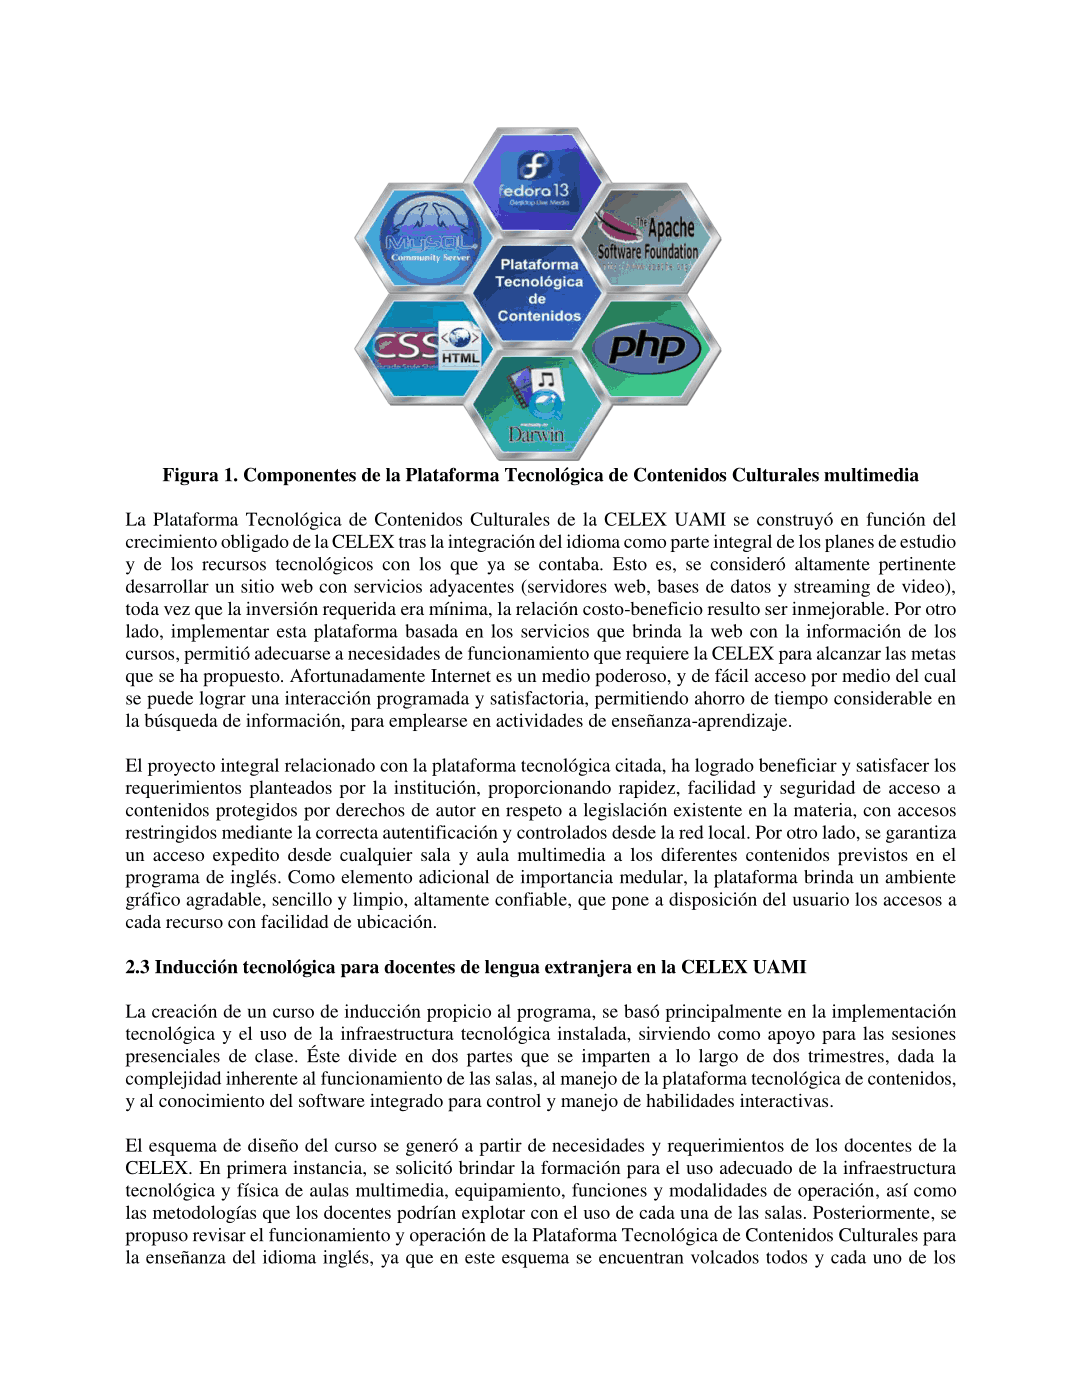 fedora 13
Desktop Live Media
MySQL
Community Server
The Apache
Software Foundation
Plataforma
Tecnológica
de
Contenidos
CSS
HTML
php
Darwin
Figura 1. Componentes de la Plataforma Tecnológica de Contenidos Culturales multimedia
La Plataforma Tecnológica de Contenidos Culturales de la CELEX UAMI se construyó en función del
crecimiento obligado de la CELEX tras la integración del idioma como parte integral de los planes de estudio
y de los recursos tecnológicos con los que ya se contaba. Esto es, se consideró altamente pertinente
desarrollar un sitio web con servicios adyacentes (servidores web, bases de datos y streaming de video),
toda vez que la inversión requerida era mínima, la relación costo-beneficio resulto ser inmejorable. Por otro
lado, implementar esta plataforma basada en los servicios que brinda la web con la información de los
cursos, permitió adecuarse a necesidades de funcionamiento que requiere la CELEX para alcanzar las metas
que se ha propuesto. Afortunadamente Internet es un medio poderoso, y de fácil acceso por medio del cual
se puede lograr una interacción programada y satisfactoria, permitiendo ahorro de tiempo considerable en
la búsqueda de información, para emplearse en actividades de enseñanza-aprendizaje.
El proyecto integral relacionado con la plataforma tecnológica citada, ha logrado beneficiar y satisfacer los
requerimientos planteados por la institución, proporcionando rapidez, facilidad y seguridad de acceso a
contenidos protegidos por derechos de autor en respeto a legislación existente en la materia, con accesos
restringidos mediante la correcta autentificación y controlados desde la red local. Por otro lado, se garantiza
un acceso expedito desde cualquier sala y aula multimedia a los diferentes contenidos previstos en el
programa de inglés. Como elemento adicional de importancia medular, la plataforma brinda un ambiente
gráfico agradable, sencillo y limpio, altamente confiable, que pone a disposición del usuario los accesos a
cada recurso con facilidad de ubicación.
2.3 Inducción tecnológica para docentes de lengua extranjera en la CELEX UAMI
La creación de un curso de inducción propicio al programa, se basó principalmente en la implementación
tecnológica y el uso de la infraestructura tecnológica instalada, sirviendo como apoyo para las sesiones
presenciales de clase. Éste divide en dos partes que se imparten a lo largo de dos trimestres, dada la
complejidad inherente al funcionamiento de las salas, al manejo de la plataforma tecnológica de contenidos,
y al conocimiento del software integrado para control y manejo de habilidades interactivas.
El esquema de diseño del curso se generó a partir de necesidades y requerimientos de los docentes de la
CELEX. En primera instancia, se solicitó brindar la formación para el uso adecuado de la infraestructura
tecnológica y física de aulas multimedia, equipamiento, funciones y modalidades de operación, así como
las metodologías que los docentes podrían explotar con el uso de cada una de las salas. Posteriormente, se
propuso revisar el funcionamiento y operación de la Plataforma Tecnológica de Contenidos Culturales para
la enseñanza del idioma inglés, ya que en este esquema se encuentran volcados todos y cada uno de los